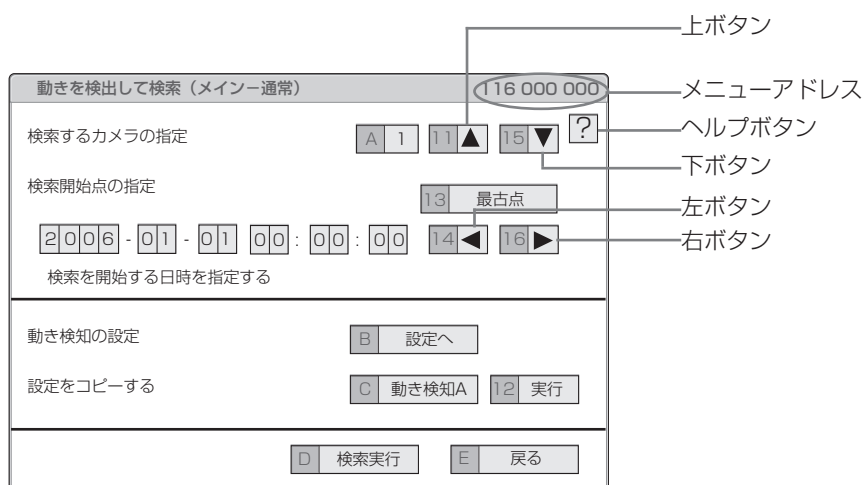 上ボタン
動きを検出して検索（メインー通常） 116 000 000 メニューアドレス
検索するカメラの指定 A 1 11 ▲ 15 ▼ ? ヘルプボタン
下ボタン
検索開始点の指定 13 最古点 左ボタン
2006-01-01 00:00:00 14 ◀ 16 ▶ 右ボタン
検索を開始する日時を指定する
動き検知の設定 B 設定へ
設定をコピーする C 動き検知A 12 実行
D 検索実行 E 戻る